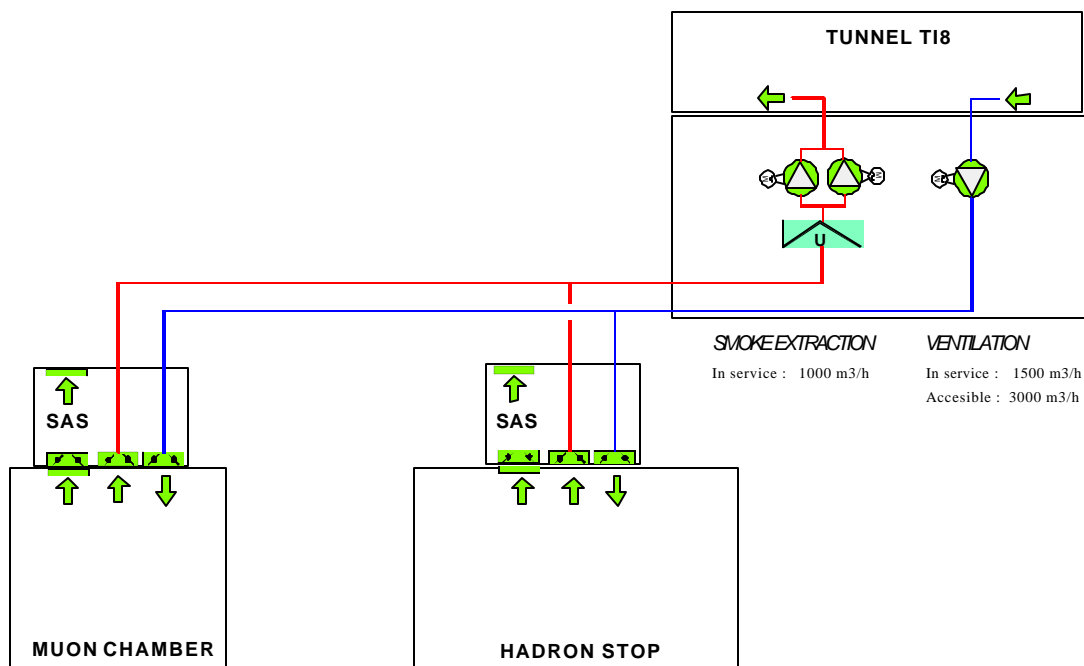 TUNNEL TI8
M
M
M
U
SMOKE EXTRACTION
VENTILATION
In service : 1000 m3/h
In service : 1500 m3/h
Accesible : 3000 m3/h
SAS
SAS
MUON CHAMBER
HADRON STOP